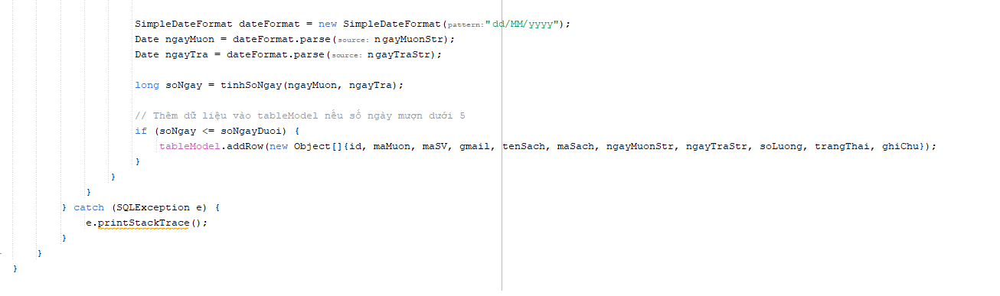 SimpleDateFormat dateFormat = new SimpleDateFormat(pattern:"dd/MM/yyyy");
Date ngayMuon = dateFormat.parse(source: ngayMuonStr);
Date ngayTra = dateFormat.parse(source: ngayTraStr);
long soNgay = tinhSoNgay(ngayMuon, ngayTra);
// Thêm dữ liệu vào tableModel nếu số ngày mượn dưới 5
if (soNgay <= soNgayDuoi) {
tableModel.addRow(new Object[]{id, maMuon, maSV, gmail, tenSach, maSach, ngayMuonStr, ngayTraStr, soLuong, trangThai, ghiChu});
}
}
}
} catch (SQLException e) {
e.printStackTrace();
}
}
}